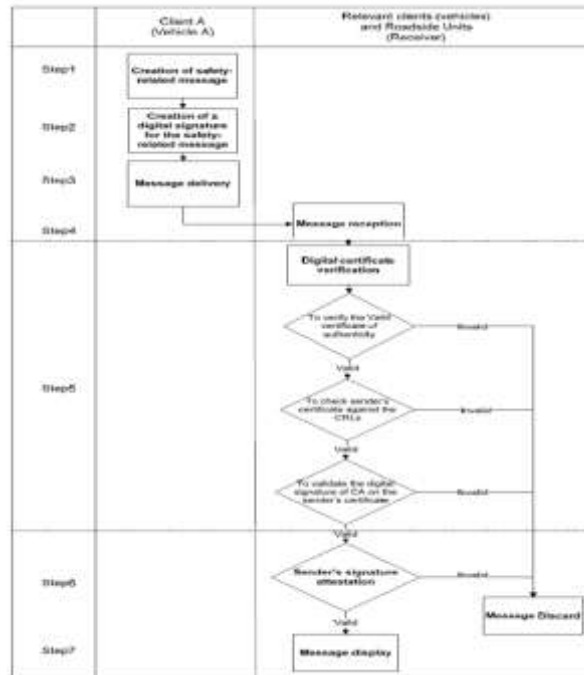 Client A
(Vehicle A)
Relevant clients (vehicles)
and Roadside Units
(Receiver)
Step1
Creation of safety-
related message
Step2
Creation of a
digital signature
for the safety-
related message
Step3
Message delivery
Step4
Message reception
Step5
Digital certificate
verification
To verify the Valid
certificate of
authenticity
Invalid
Valid
To check sender's
certificate against the
CRLs
Invalid
Valid
To validate the digital
signature of CA on the
sender's certificate
Invalid
Valid
Step6
Sender's signature
attestation
Invalid
Message Discard
Valid
Step7
Message display